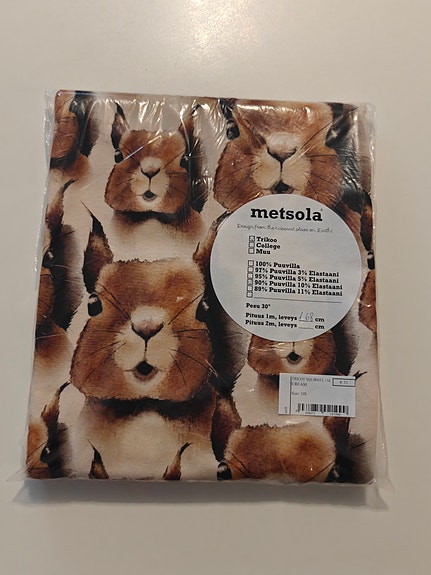 metsola®
Design from the happiest place on Earth!
Trikoo
College
Muu
100% Puuvilla
97% Puuvilla 3% Elastaani
95% Puuvilla 5% Elastaani
90% Puuvilla 10% Elastaani
89% Puuvilla 11% Elastaani
Pesu 30°
Pituus 1m, leveys 168 cm
Pituus 2m, leveys cm
CREAM